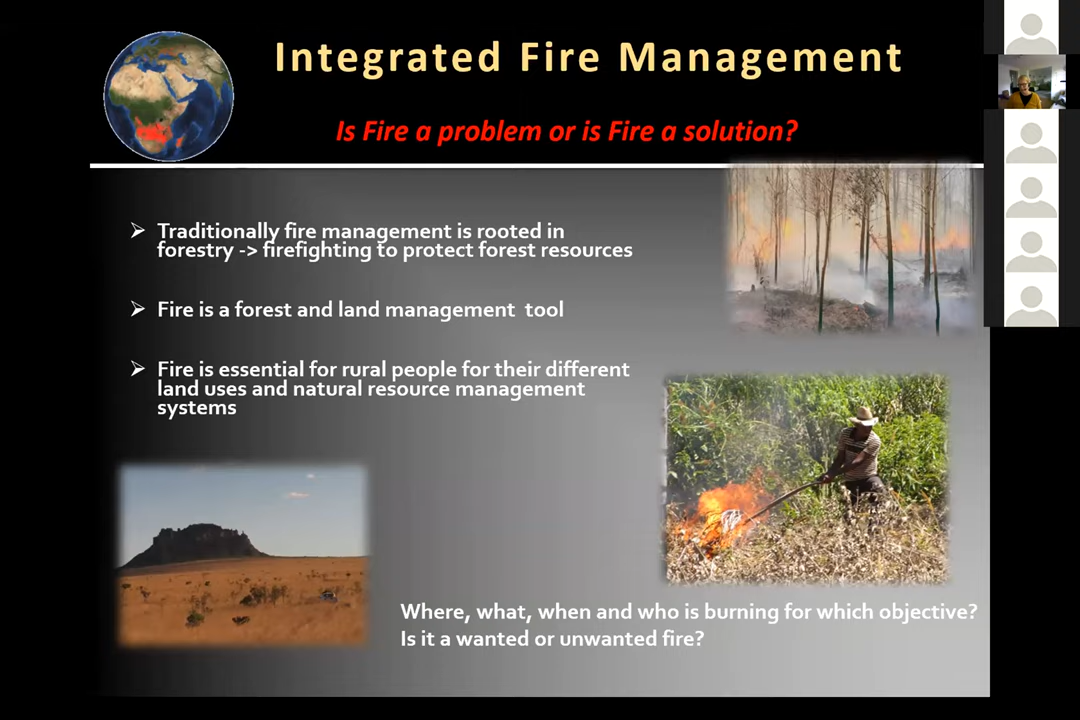 Integrated Fire Management
Is Fire a problem or is Fire a solution?
Traditionally fire management is rooted in
forestry -> firefighting to protect forest resources
Fire is a forest and land management tool
Fire is essential for rural people for their different
land uses and natural resource management
systems
Where, what, when and who is burning for which objective?
Is it a wanted or unwanted fire?